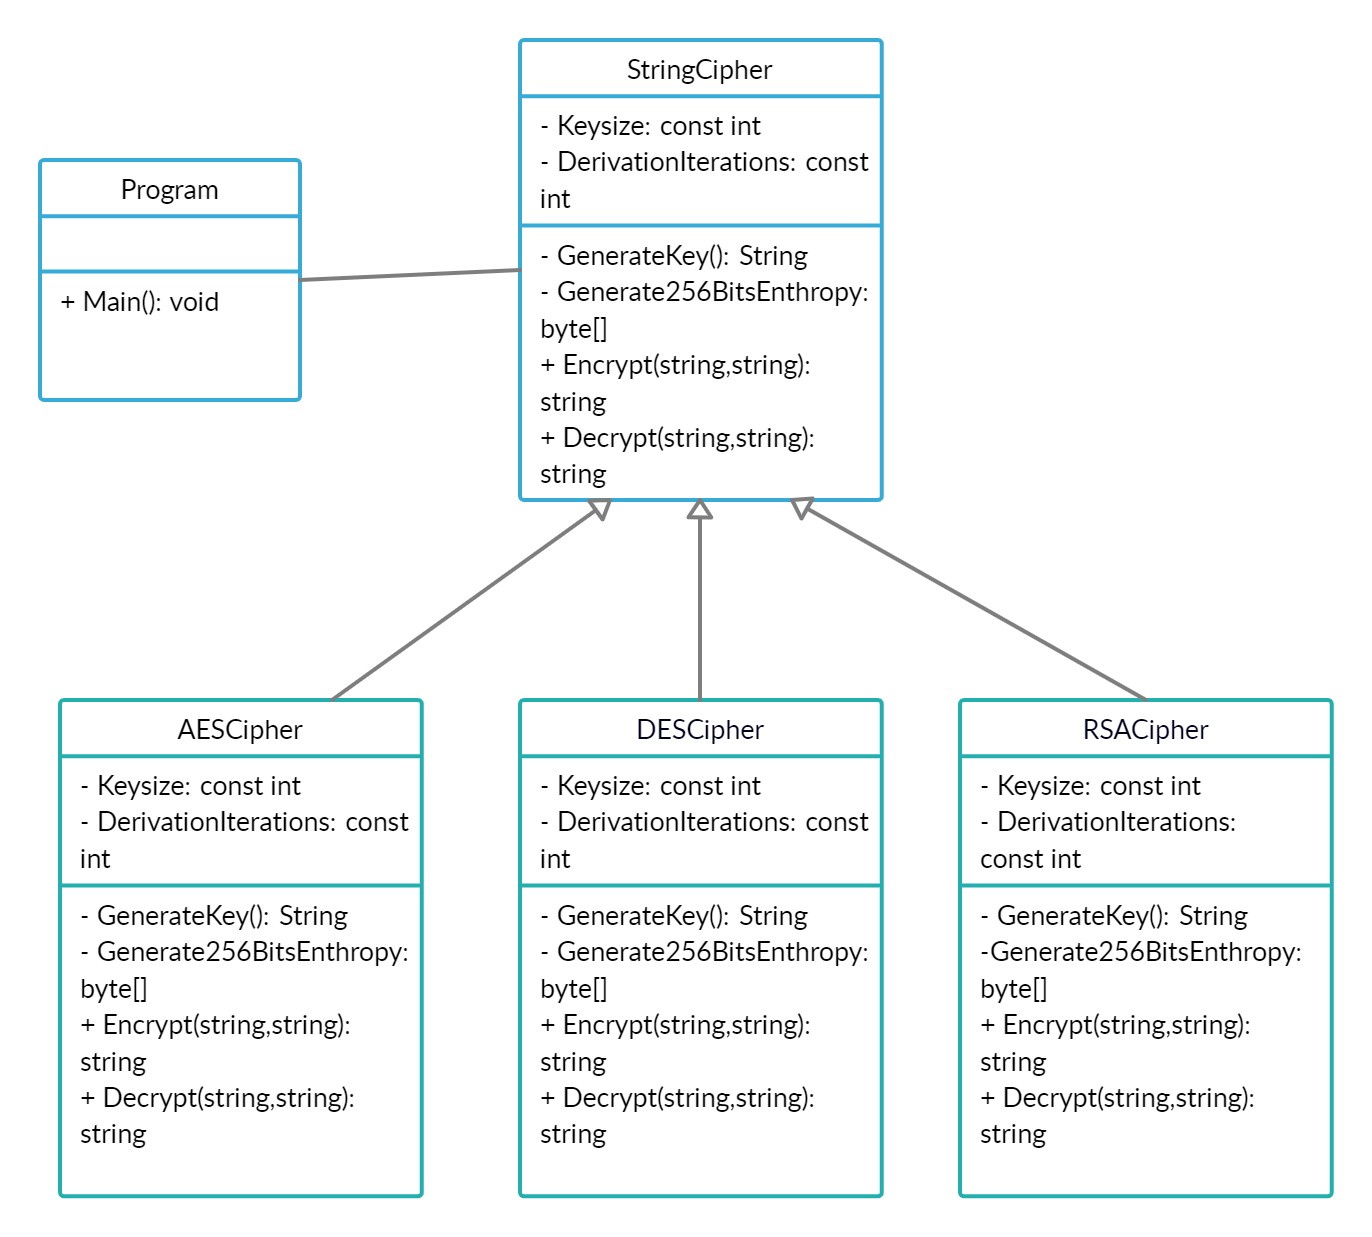 StringCipher
- Keysize: const int
- DerivationIterations: const
int
- GenerateKey(): String
- Generate256BitsEnthropy:
byte[]
+ Encrypt(string,string):
string
+ Decrypt(string,string):
string
Program
+ Main(): void
AESCipher
- Keysize: const int
- DerivationIterations: const
int
- GenerateKey(): String
- Generate256BitsEnthropy:
byte[]
+ Encrypt(string,string):
string
+ Decrypt(string,string):
string
DESCipher
- Keysize: const int
- DerivationIterations: const
int
- GenerateKey(): String
- Generate256BitsEnthropy:
byte[]
+ Encrypt(string,string):
string
+ Decrypt(string,string):
string
RSACipher
- Keysize: const int
- DerivationIterations:
const int
- GenerateKey(): String
-Generate256BitsEnthropy:
byte[]
+ Encrypt(string,string):
string
+ Decrypt(string,string):
string